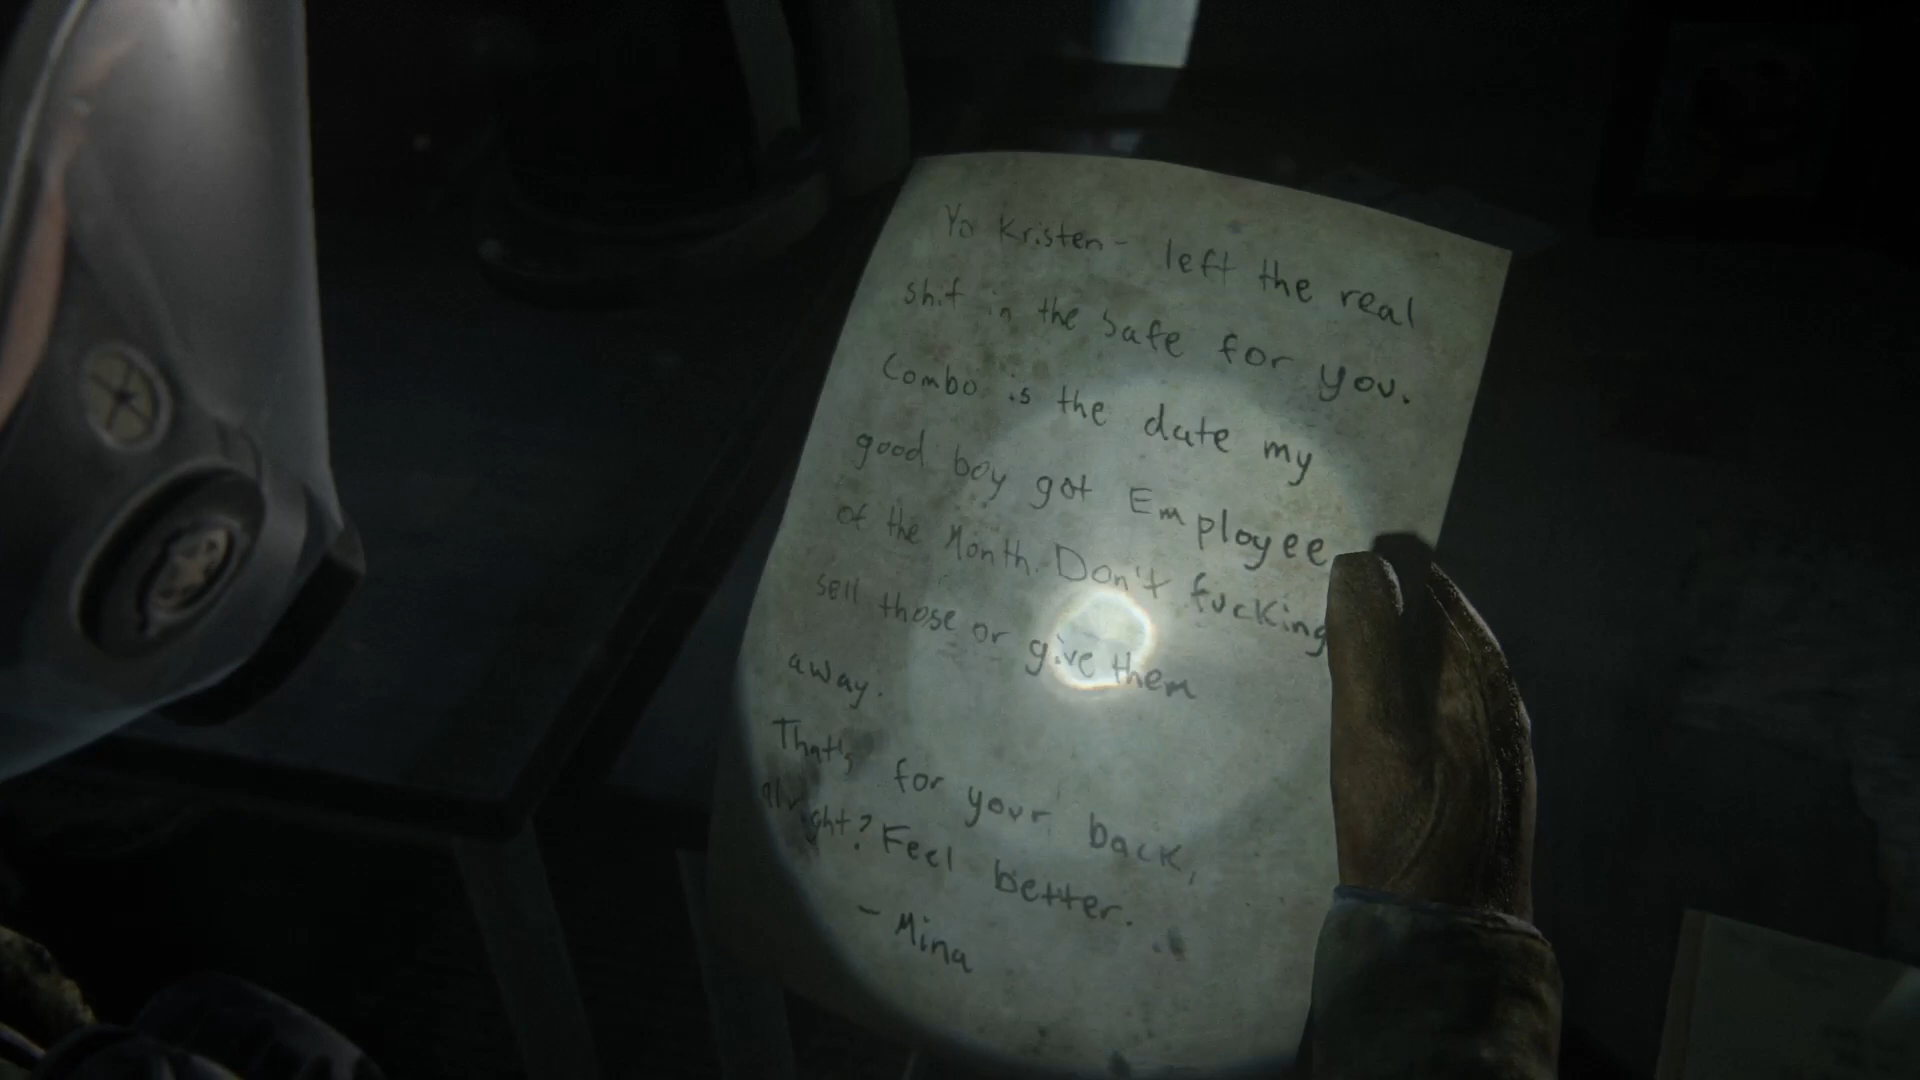 Yo Kristen- left the real
shit in the safe for you.
Combo is the date my
good boy got Employee
of the Month. Don't fucking
sell those or give them
away.
That's for your back,
alright? Feel better.
- Mina